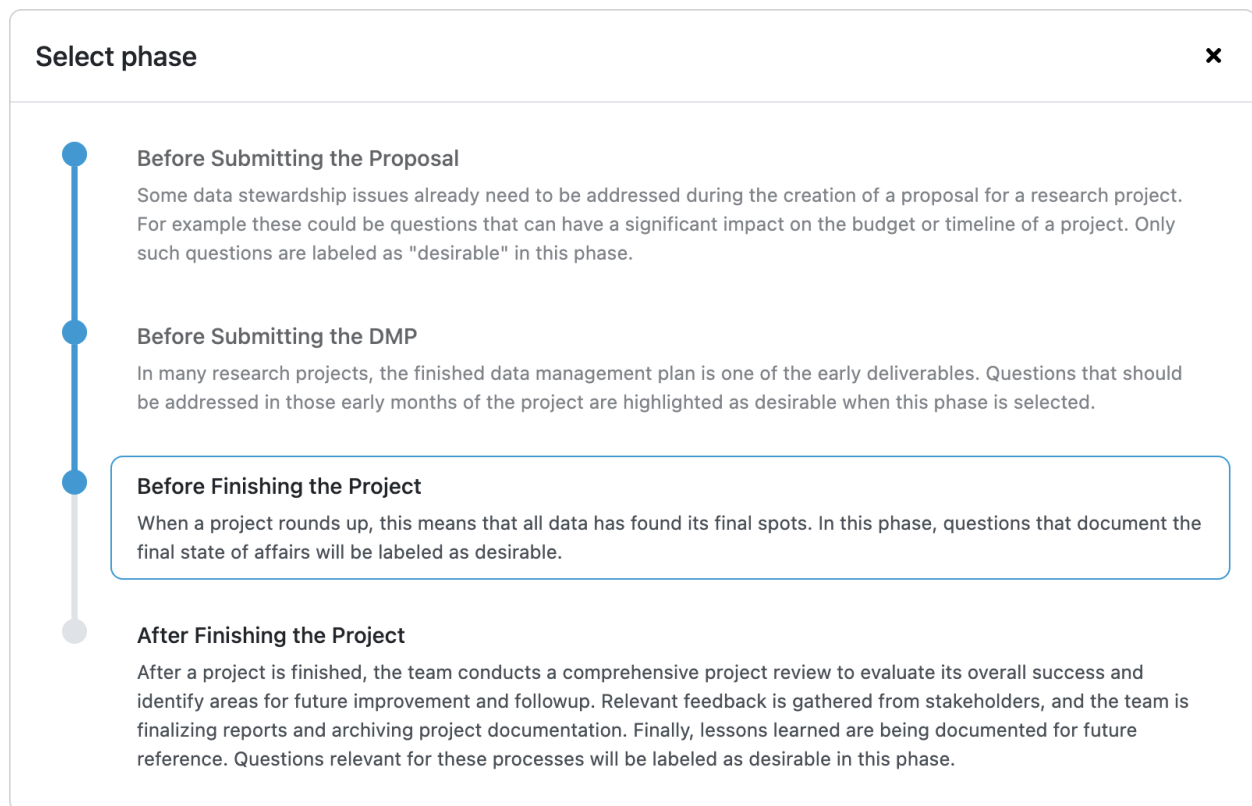 Select phase
Before Submitting the Proposal
Some data stewardship issues already need to be addressed during the creation of a proposal for a research project.
For example these could be questions that can have a significant impact on the budget or timeline of a project. Only
such questions are labeled as "desirable" in this phase.
Before Submitting the DMP
In many research projects, the finished data management plan is one of the early deliverables. Questions that should
be addressed in those early months of the project are highlighted as desirable when this phase is selected.
Before Finishing the Project
When a project rounds up, this means that all data has found its final spots. In this phase, questions that document the
final state of affairs will be labeled as desirable.
After Finishing the Project
After a project is finished, the team conducts a comprehensive project review to evaluate its overall success and
identify areas for future improvement and followup. Relevant feedback is gathered from stakeholders, and the team is
finalizing reports and archiving project documentation. Finally, lessons learned are being documented for future
reference. Questions relevant for these processes will be labeled as desirable in this phase.